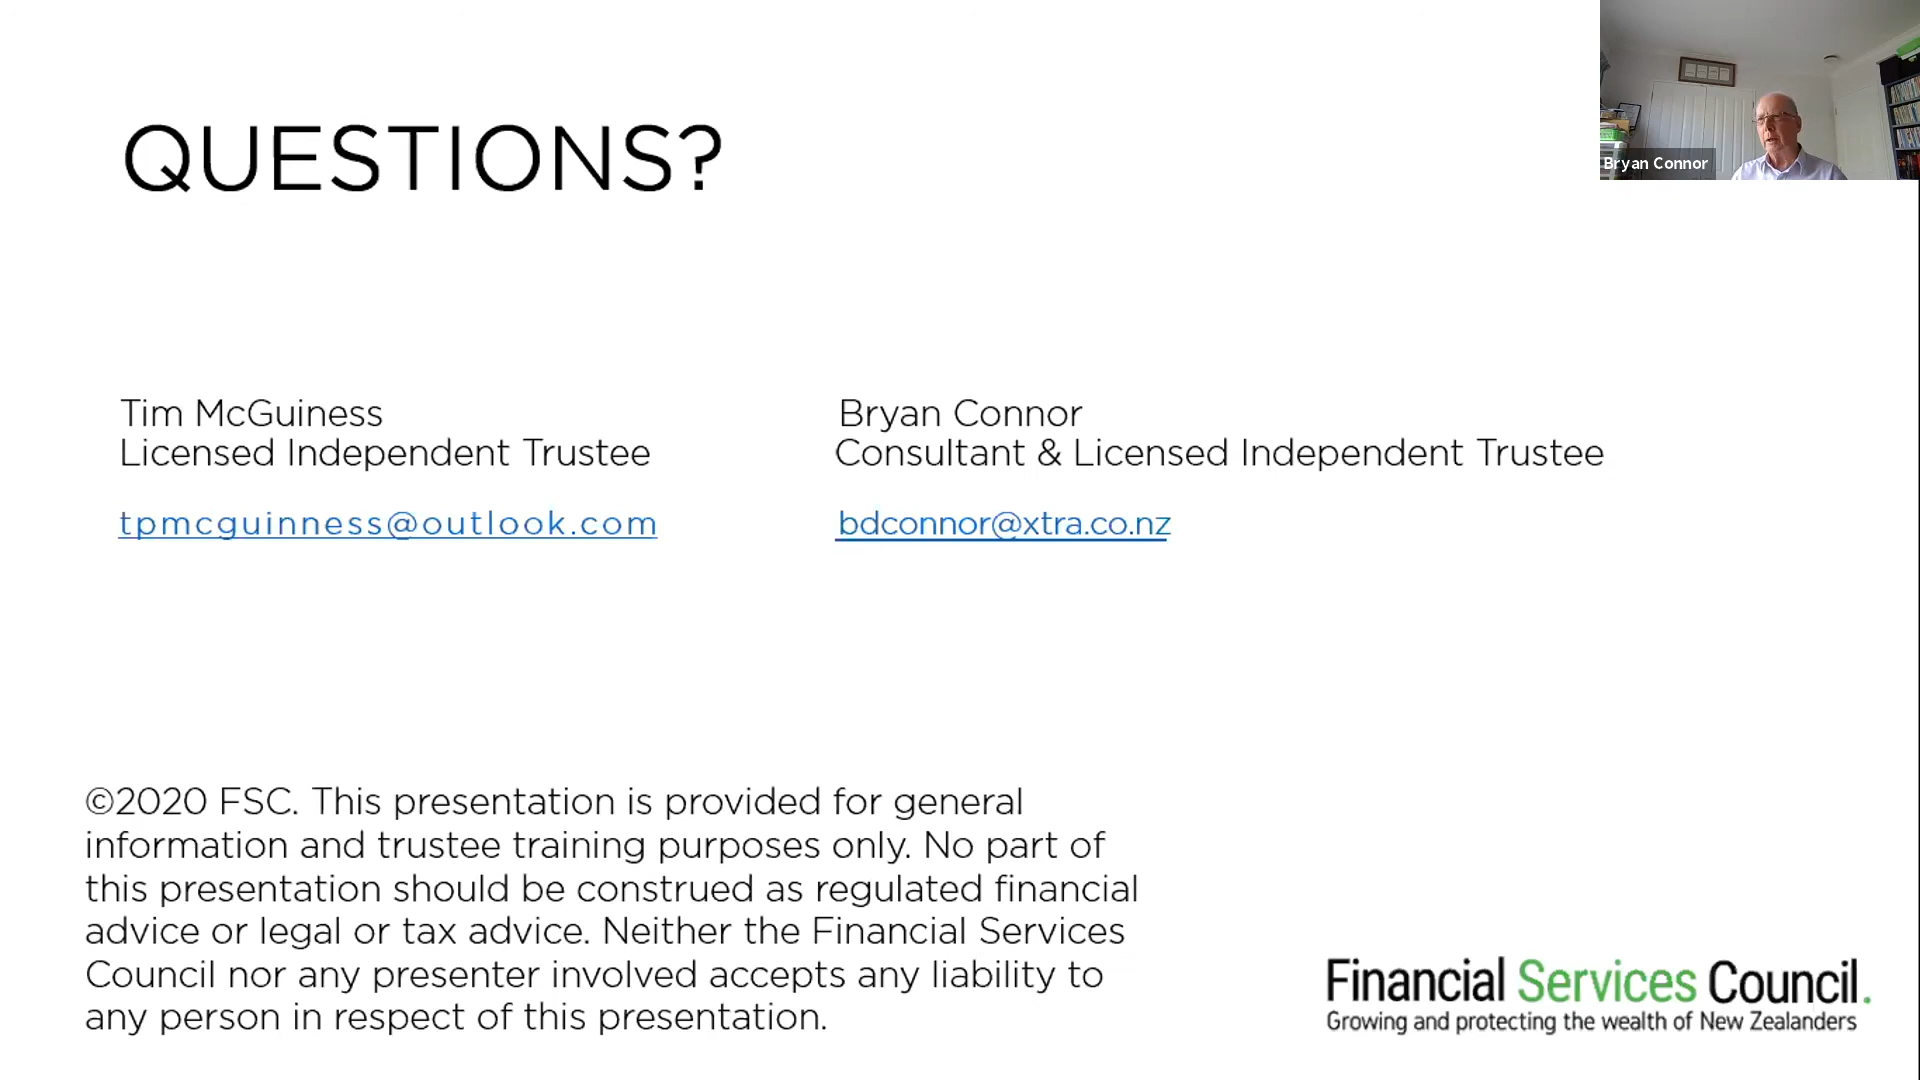 QUESTIONS?
Bryan Connor
Tim McGuiness
Licensed Independent Trustee
tpmcguinness@outlook.com
Bryan Connor
Consultant & Licensed Independent Trustee
bdconnor@xtra.co.nz
©2020 FSC. This presentation is provided for general
information and trustee training purposes only. No part of
this presentation should be construed as regulated financial
advice or legal or tax advice. Neither the Financial Services
Council nor any presenter involved accepts any liability to
any person in respect of this presentation.
Financial Services Council.
Growing and protecting the wealth of New Zealanders